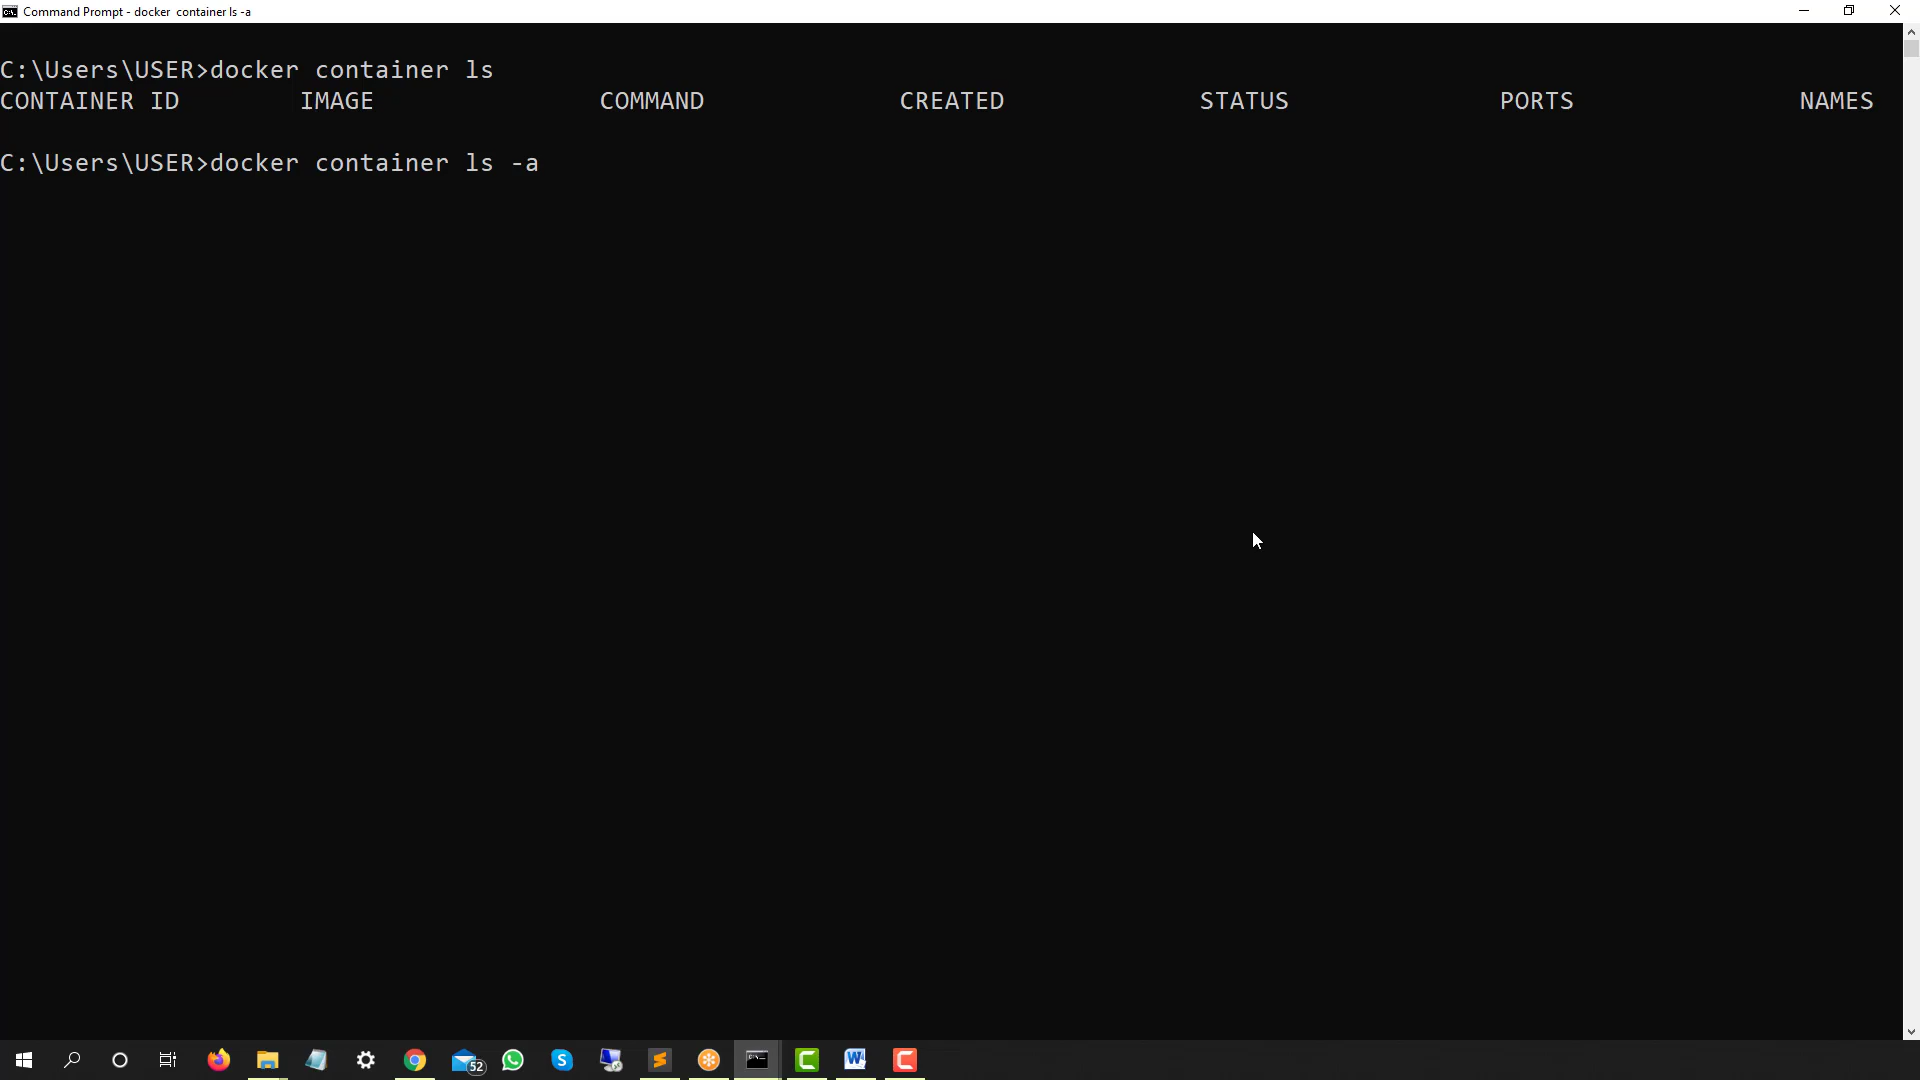 Command Prompt - docker  container ls -a
C:\Users\USER>docker container ls
CONTAINER ID        IMAGE               COMMAND             CREATED             STATUS              PORTS               NAMES
C:\Users\USER>docker container ls -a
52